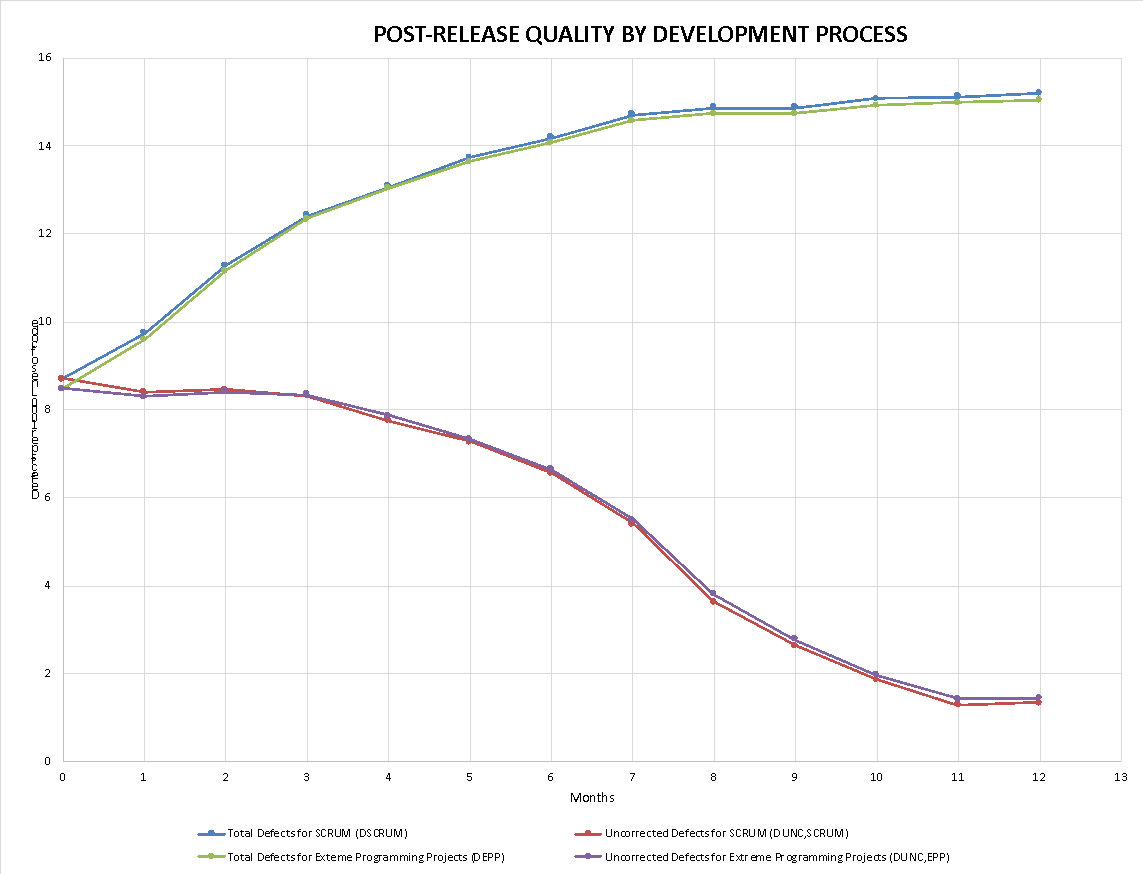 POST-RELEASE QUALITY BY DEVELOPMENT PROCESS
16
14
12
10
8
6
4
2
0
0 1 2 3 4 5 6 7 8 9 10 11 12 13
Months
Total Defects for SCRUM (DSCRUM)
Uncorrected Defects for SCRUM (DUNC,SCRUM)
Total Defects for Exteme Programming Projects (DEPP)
Uncorrected Defects for Extreme Programming Projects (DUNC,EPP)